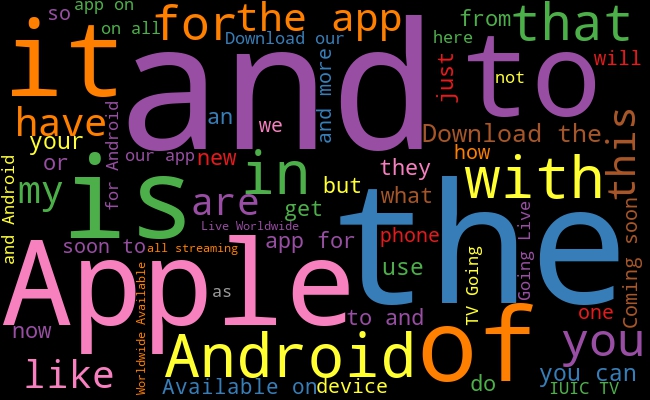 so
app on
on all
for
the app
from
that
Download our
here
it
and
to
and more
just
not
will
have
an
we
your
for Android
Download the
this
or
our app
new
in
they
how
with
my
is
are
but
what
get
the
and Android
Live Worldwide
soon to
all streaming
app for
phone
use
TV Going
Going Live
Coming soon
Apple
Worldwide Available
as
now
to and
of
one
you
Android
like
Available on
device
do
you can
IUIC TV